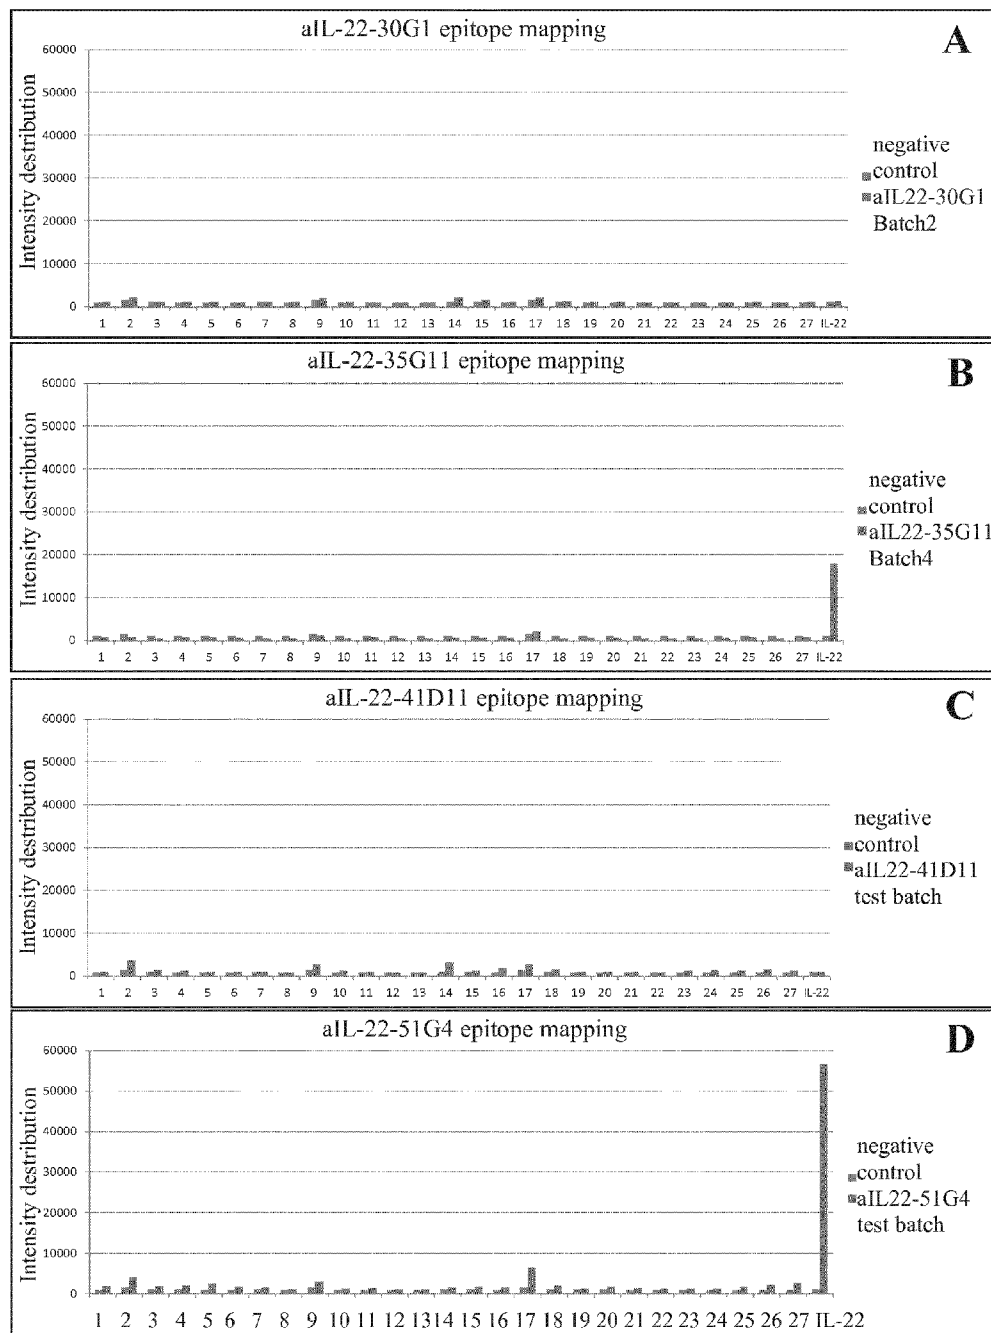 aIL-22-30G1 epitope mapping
A
Intensity destribution
60000
50000
40000
30000
20000
10000
0
1 2 3 4 5 6 7 8 9 10 11 12 13 14 15 16 17 18 19 20 21 22 23 24 25 26 27 IL-22
negative
control
aIL22-30G1
Batch2
aIL-22-35G11 epitope mapping
B
Intensity destribution
60000
50000
40000
30000
20000
10000
0
1 2 3 4 5 6 7 8 9 10 11 12 13 14 15 16 17 18 19 20 21 22 23 24 25 26 27 IL-22
negative
control
aIL22-35G11
Batch4
aIL-22-41D11 epitope mapping
C
Intensity destribution
60000
50000
40000
30000
20000
10000
0
1 2 3 4 5 6 7 8 9 10 11 12 13 14 15 16 17 18 19 20 21 22 23 24 25 26 27 IL-22
negative
control
aIL22-41D11
test batch
aIL-22-51G4 epitope mapping
D
Intensity destribution
60000
50000
40000
30000
20000
10000
0
1 2 3 4 5 6 7 8 9 10 11 12 13 14 15 16 17 18 19 20 21 22 23 24 25 26 27 IL-22
negative
control
aIL22-51G4
test batch